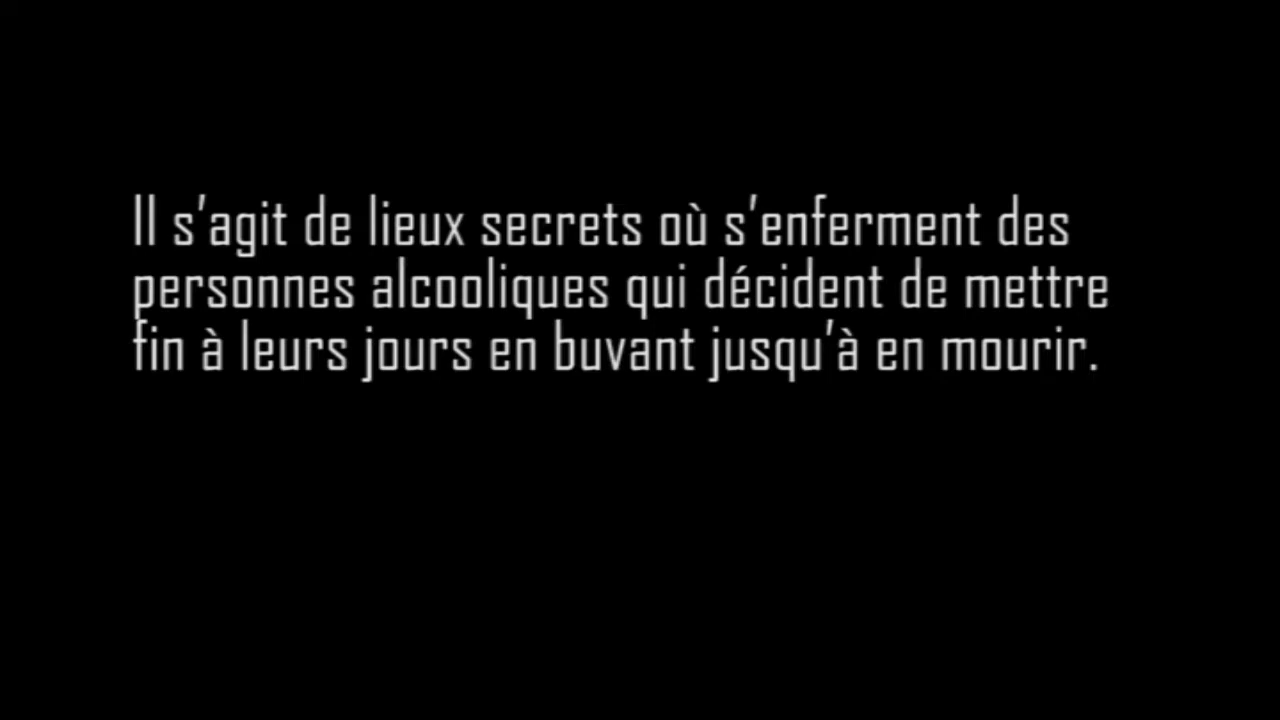 Il s’agit de lieux secrets où s’enferment des
personnes alcooliques qui décident de mettre
fin à leurs jours en buvant jusqu’à en mourir.